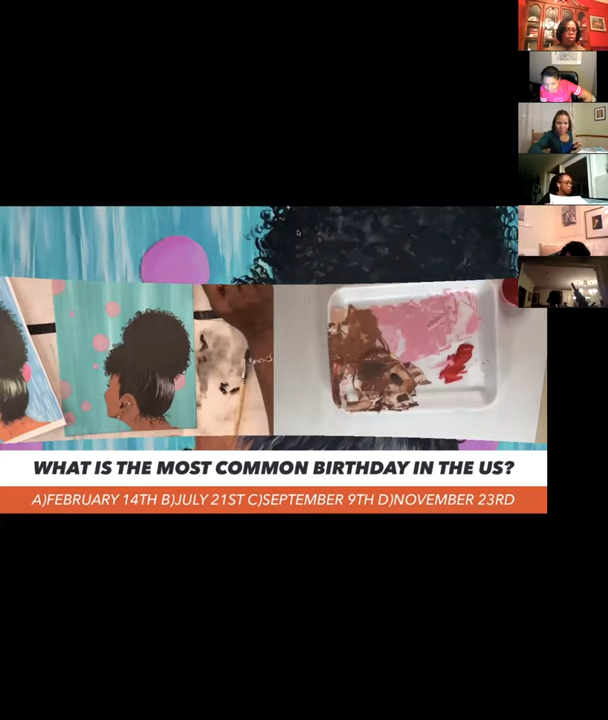 WHAT IS THE MOST COMMON BIRTHDAY IN THE US?
A)FEBRUARY 14TH B)JULY 21ST C)SEPTEMBER 9TH D)NOVEMBER 23RD